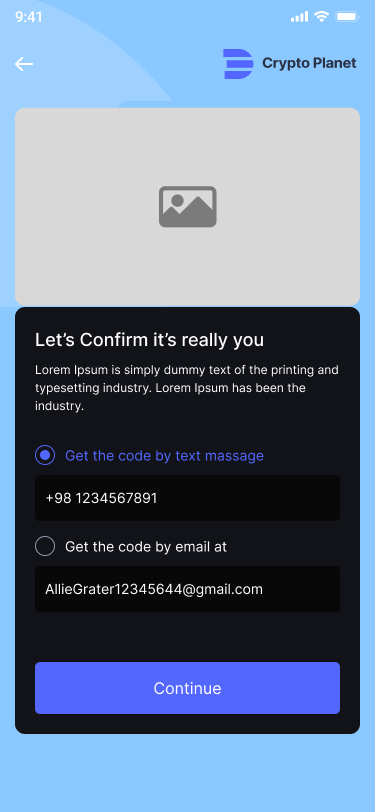 9:41
Crypto Planet
Let's Confirm it's really you
Lorem Ipsum is simply dummy text of the printing and
typesetting industry. Lorem Ipsum has been the
industry.
Get the code by text massage
+98 1234567891
Get the code by email at
AllieGrater12345644@gmail.com
Continue